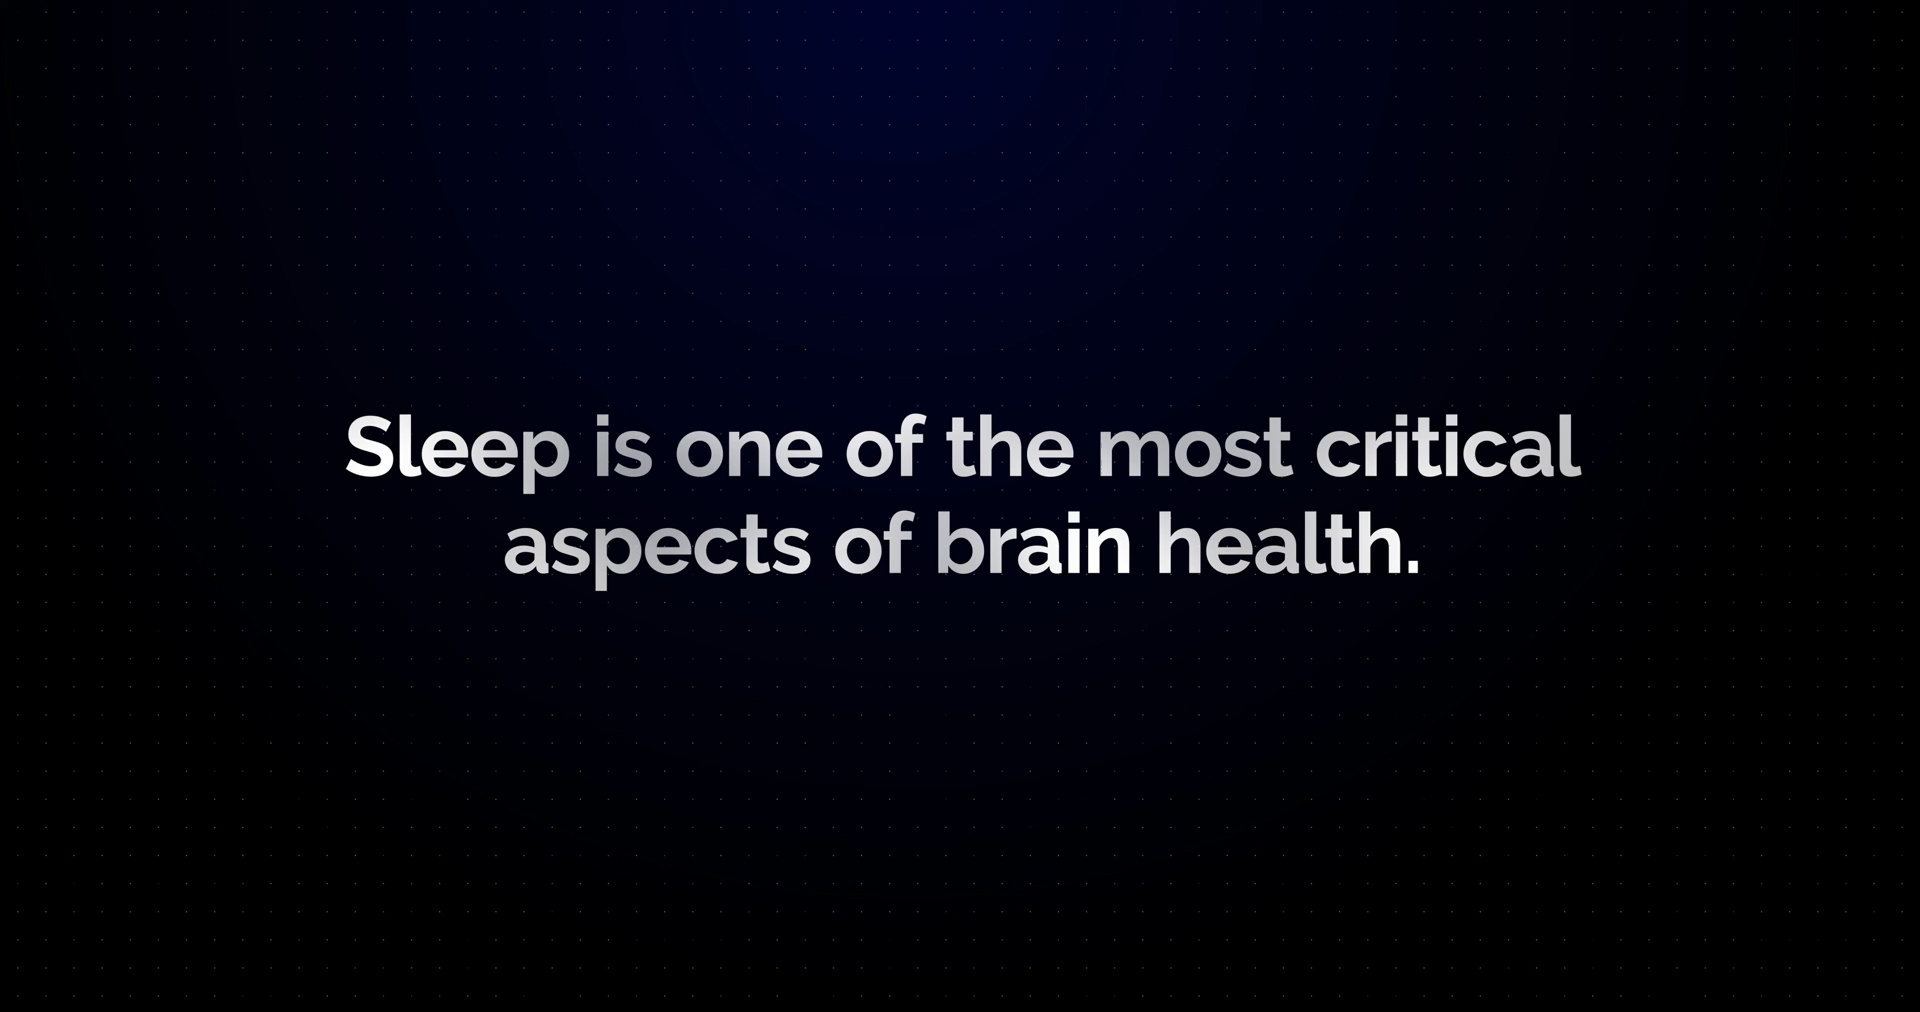 Sleep is one of the most critical
aspects of brain health.